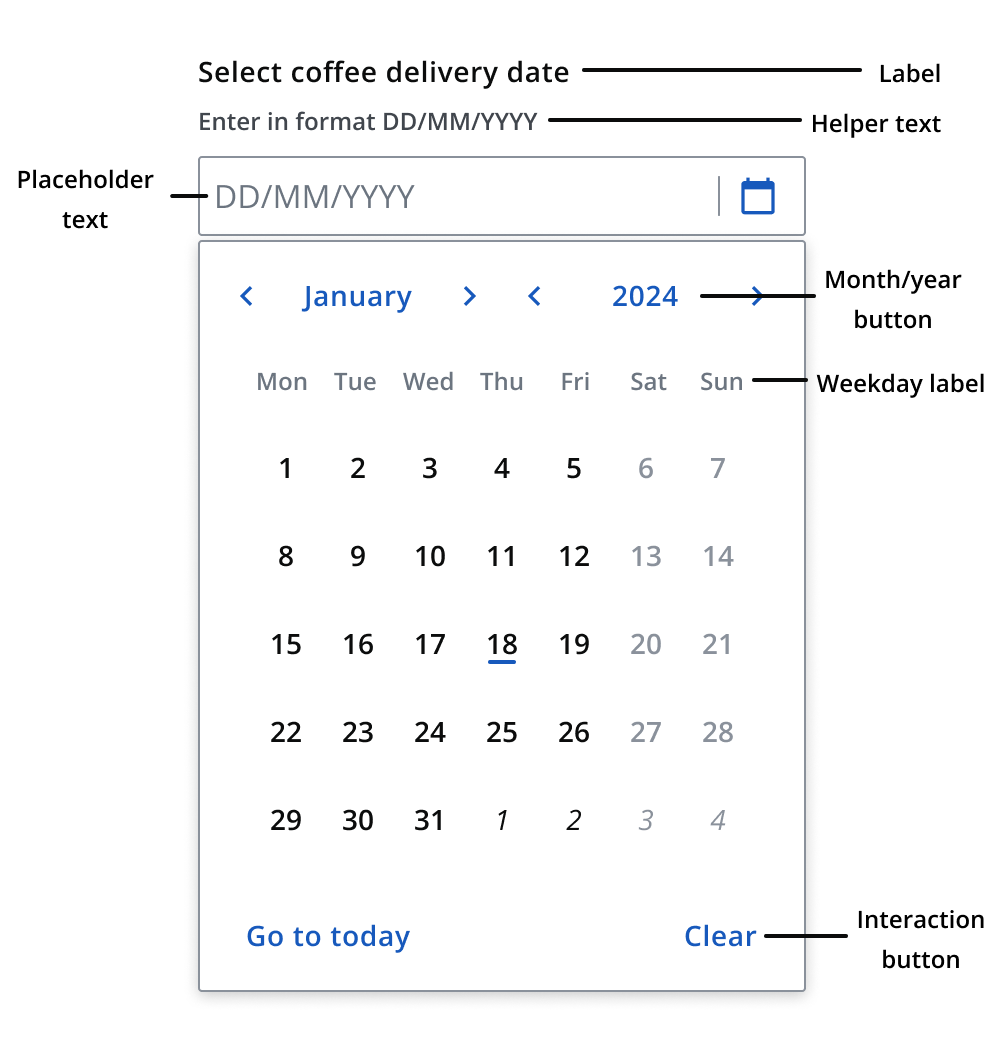 Select coffee delivery date
Label
Enter in format DD/MM/YYYY
Helper text
Placeholder
text
DD/MM/YYYY
January
2024
Month/year
button
Mon Tue Wed Thu Fri Sat Sun
Weekday label
1 2 3 4 5 6 7
8 9 10 11 12 13 14
15 16 17 18 19 20 21
22 23 24 25 26 27 28
29 30 31 1 2 3 4
Go to today
Clear
Interaction
button